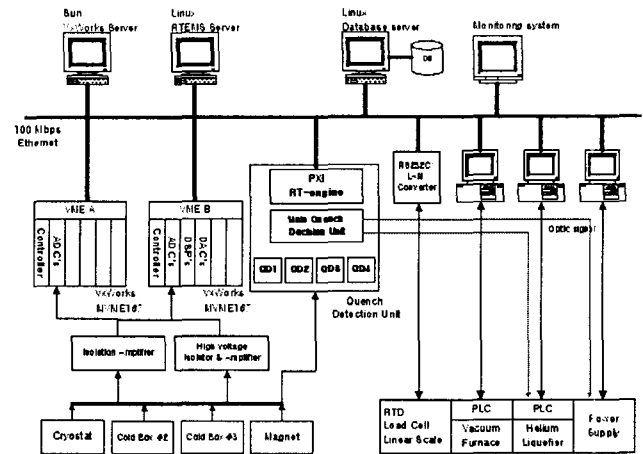 Sun
VxWorks Server
Linux
RTEMS Server
Linux
Database server
DB
Monitoring system
100 Mbps
Ethernet
VME A
Controller
ADC's
VxWorks
MVME167
VME B
Controller
ADC's
DSP's
DAC's
VxWorks
MVME167
PXI
RT-engine
Main Quench
Decision Unit
QD1
QD2
QD3
QD4
Quench
Detection Unit
RS232C
Converter
Optic signal
Isolation
High voltage
Isolator &
Cryostat
Cold Box #2
Cold Box #3
Magnet
RTD
Load Cell
Linear Scale
PLC
Vacuum
Furnace
PLC
Helium
Liquefier
Power
Supply